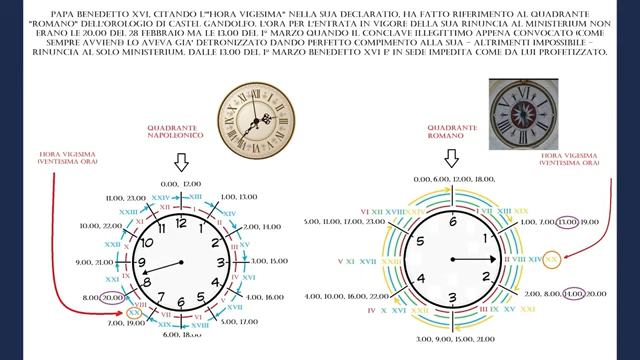 PAPA BENEDETTO XVI, CITANDO L'"HORA VIGESIMA" NELLA SUA DECLARATIO, HA FATTO RIFERIMENTO AL QUADRANTE
"ROMANO" DELL'OROLOGIO DI CASTEL GANDOLFO. L'ORA PER L'ENTRATA IN VIGORE DELLA SUA RINUNCIA AL MINISTERIUM NON
ERANO LE 20.00 DEL 28 FEBBRAIO MA LE 13.00 DEL 1° MARZO QUANDO IL CONCLAVE ILLEGITTIMO APPENA CONVOCATO (COME
SEMPRE AVVIENE) LO AVEVA GIA' DETRONIZZATO DANDO PERFETTO COMPIMENTO ALLA SUA – ALTRIMENTI IMPOSSIBILE –
RINUNCIA AL SOLO MINISTERIUM. DALLE 13.00 DEL 1° MARZO BENEDETTO XVI E' IN SEDE IMPEDITA COME DA LUI PROFETIZZATO.
HORA VIGESIMA
(VENTESIMA ORA)
QUADRANTE
NAPOLEONICO
QUADRANTE
ROMANO
HORA VIGESIMA
(VENTESIMA ORA)
0.00, 12.00
11.00, 23.00
XXIV
XII
XIII
1.00, 13.00
XXIII
XI
I
XIV
10.00, 22.00
XXII
X
II
XV
2.00, 14.00
9.00, 21.00
XXI
IX
III
XVI
3.00, 15.00
8.00, 20.00
XX
VIII
4.00, 16.00
7.00, 19.00
VII
VI
XVIII
5.00, 17.00
6.00, 18.00
12
1
2
3
4
5
6
7
8
9
10
11
0.00, 6.00, 12.00, 18.00,
VI XII XVIII XXIV
I VII XIII XIX
5.00, 11.00, 17.00, 23.00
1.00, 7.00, 13.00, 19.00
V XI XVII XXIII
II VIII XIV XX
4.00, 10.00, 16.00, 22.00
2.00, 8.00, 14.00, 20.00
IV X XVI XXII
III IX XV XXI
3.00, 9.00, 15.00, 21.00
6
1
2
3
4
5